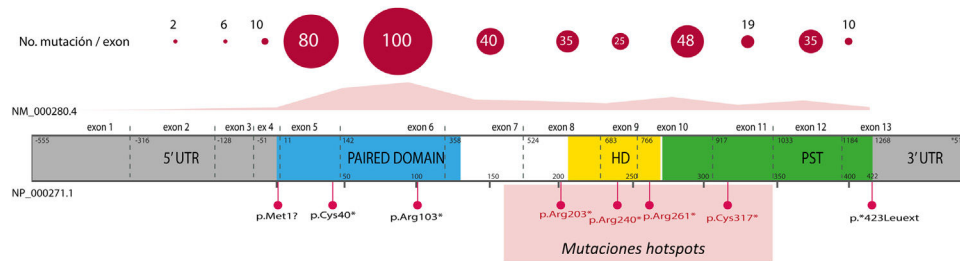 2 6 10 19 10
No. mutación / exon 80 100 40 35 25 48 35
NM_000280.4
exon 1 exon 2 exon 3 ex 4 exon 5 exon 6 exon 7 exon 8 exon 9 exon 10 exon 11 exon 12 exon 13
-555 -316 -128 -51 11 142 358 524 683 766 917 1033 1184 1268
5'UTR PAIRED DOMAIN HD PST 3'UTR
NP_000271.1
50 100 150 200 250 300 350 400 422
p.Met1? p.Cys40* p.Arg103* p.Arg203* p.Arg240* p.Arg261* p.Cys317* p.*423Leuext
Mutaciones hotspots